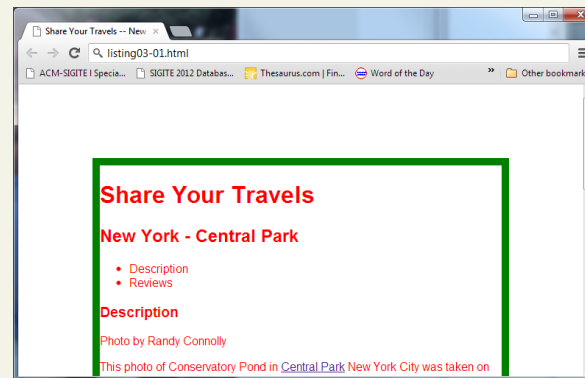 Share Your Travels -- New
listing03-01.html
ACM-SIGITE I Specia... SIGITE 2012 Databas... Thesaurus.com | Fin... Word of the Day » Other bookmark
Share Your Travels
New York - Central Park
• Description
• Reviews
Description
Photo by Randy Connolly
This photo of Conservatory Pond in Central Park New York City was taken on